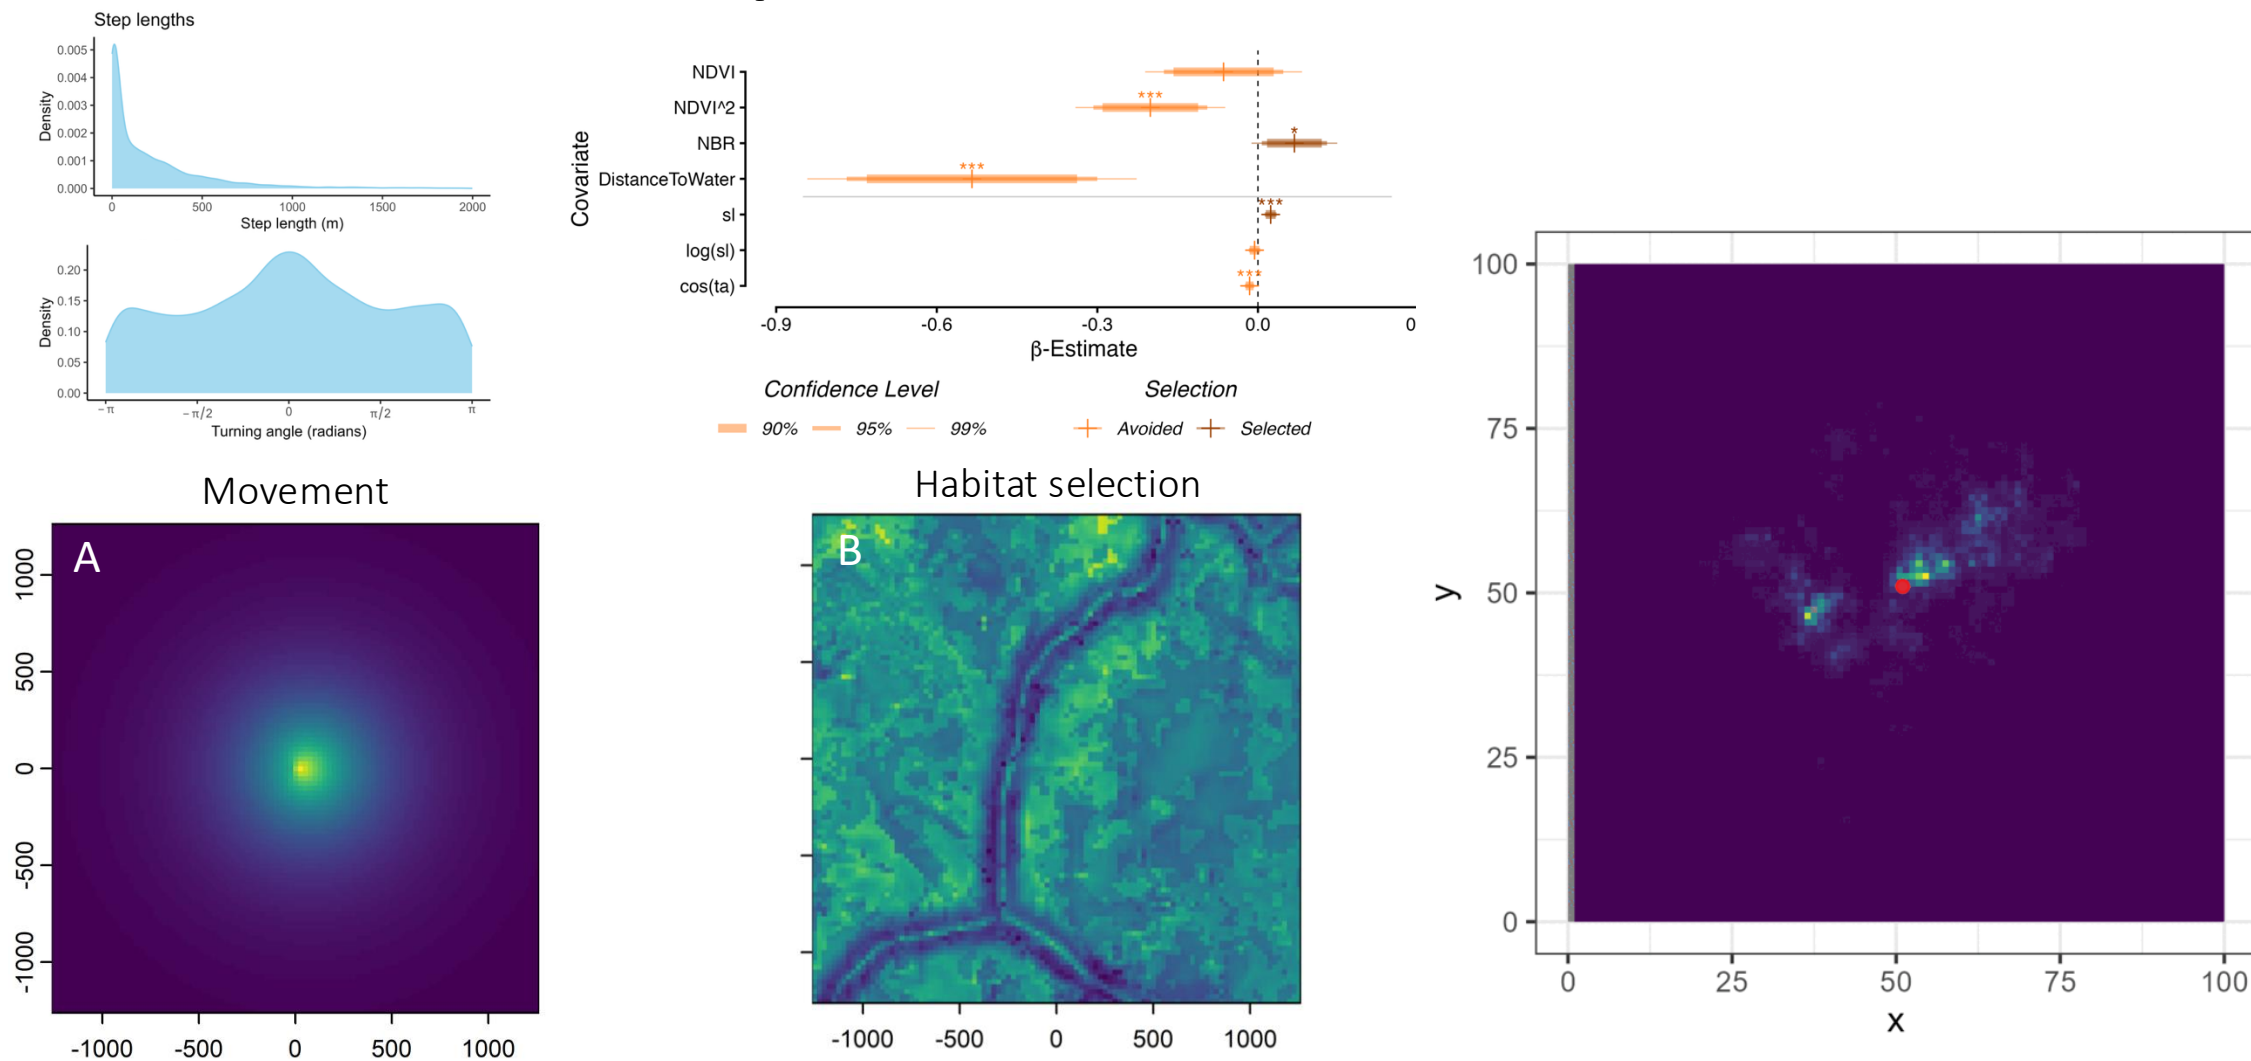 Step lengths
Density
0.005
0.004
0.003
0.002
0.001
0.000
0 500 1000 1500 2000
Step length (m)
Density
0.20
0.15
0.10
0.05
0.00
−π −π/2 0 π/2 π
Turning angle (radians)
Covariate
NDVI
NDVI^2
***
NBR
*
DistanceToWater
***
sl
***
log(sl)
cos(ta)
***
-0.9 -0.6 -0.3 0.0 0
β-Estimate
Confidence Level
90% 95% 99%
Selection
Avoided Selected
Movement
A
1000
500
0
-500
-1000
-1000 -500 0 500 1000
Habitat selection
B
-1000 -500 0 500 1000
y
100
75
50
25
0
0 25 50 75 100
x